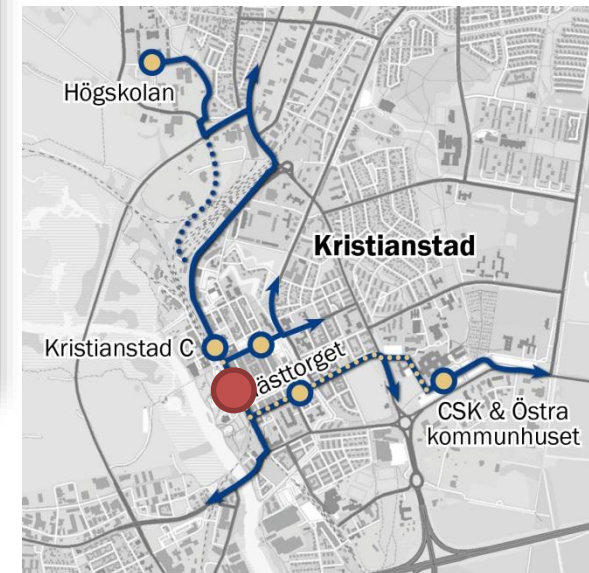 Högskolan
Kristianstad
Kristianstad C
CSK & Östra
kommunhuset